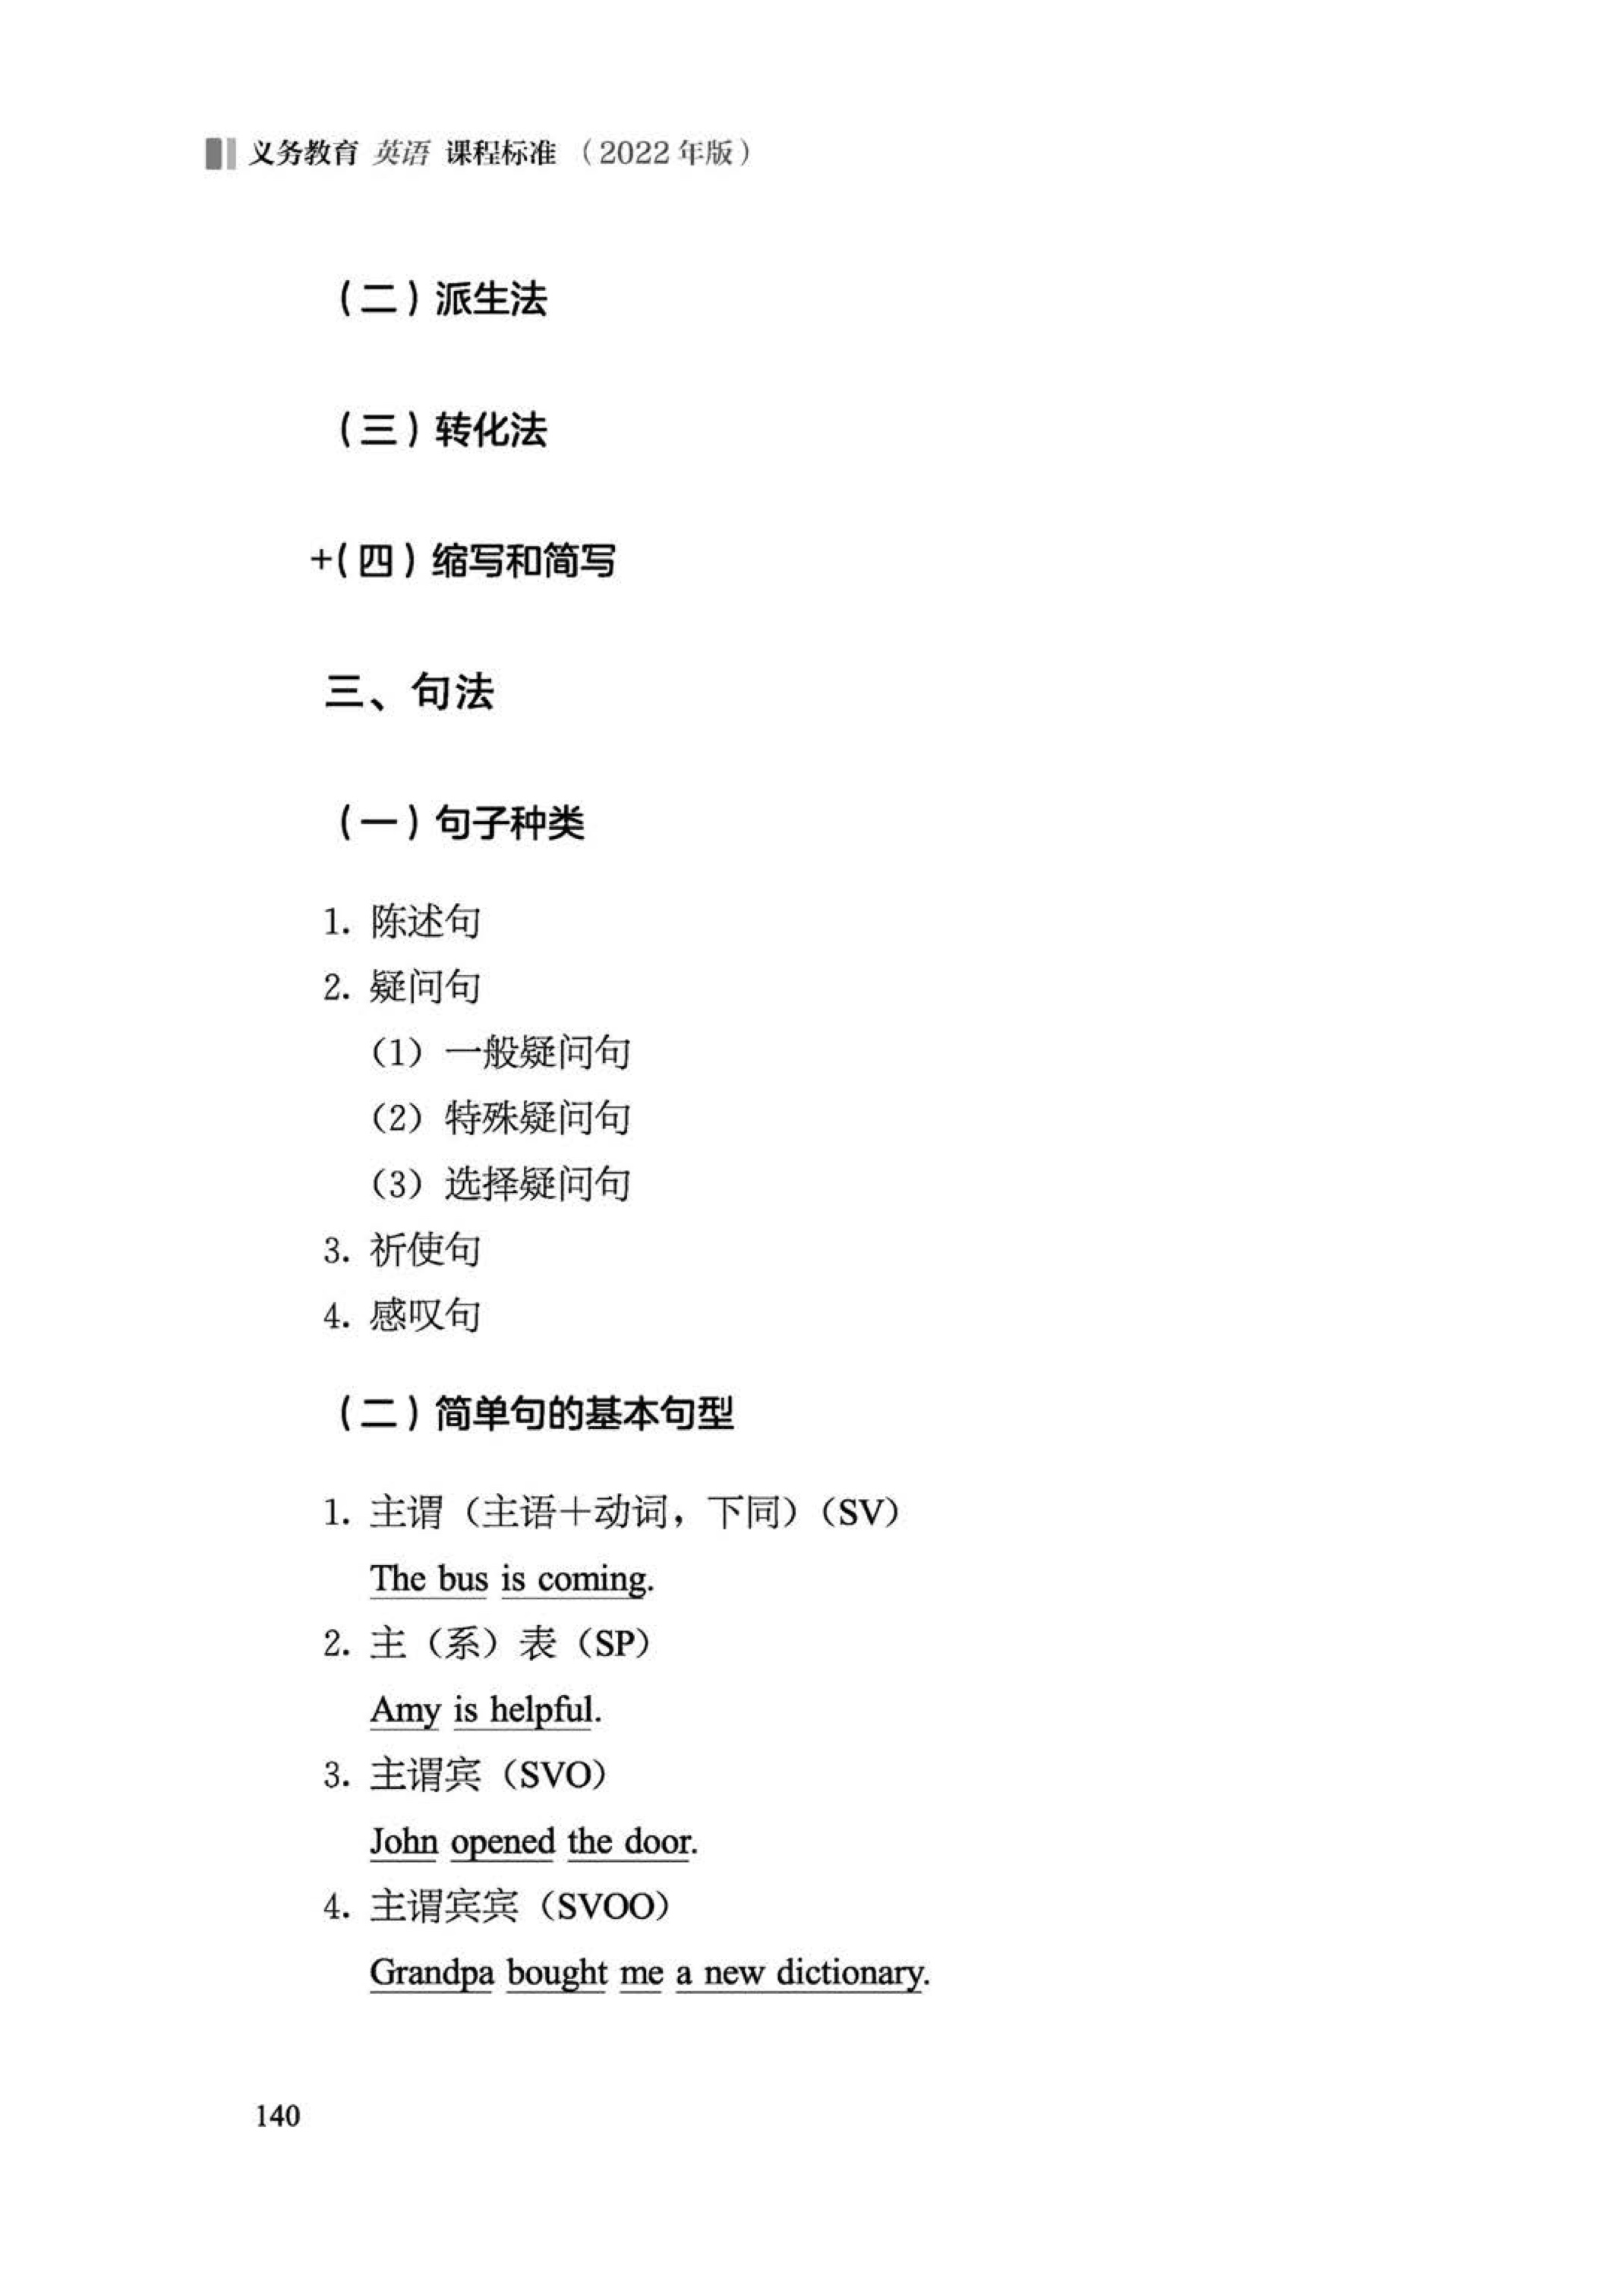 义务教育 英语 课程标准（2022年版）
（二）派生法
（三）转化法
+（四）缩写和简写
三、句法
（一）句子种类
1. 陈述句
2. 疑问句
（1）一般疑问句
（2）特殊疑问句
（3）选择疑问句
3. 祈使句
4. 感叹句
（二）简单句的基本句型
1. 主谓（主语＋动词，下同）（SV）
The bus is coming.
2. 主（系）表（SP）
Amy is helpful.
3. 主谓宾（SVO）
John opened the door.
4. 主谓宾宾（SVOO）
Grandpa bought me a new dictionary.
140